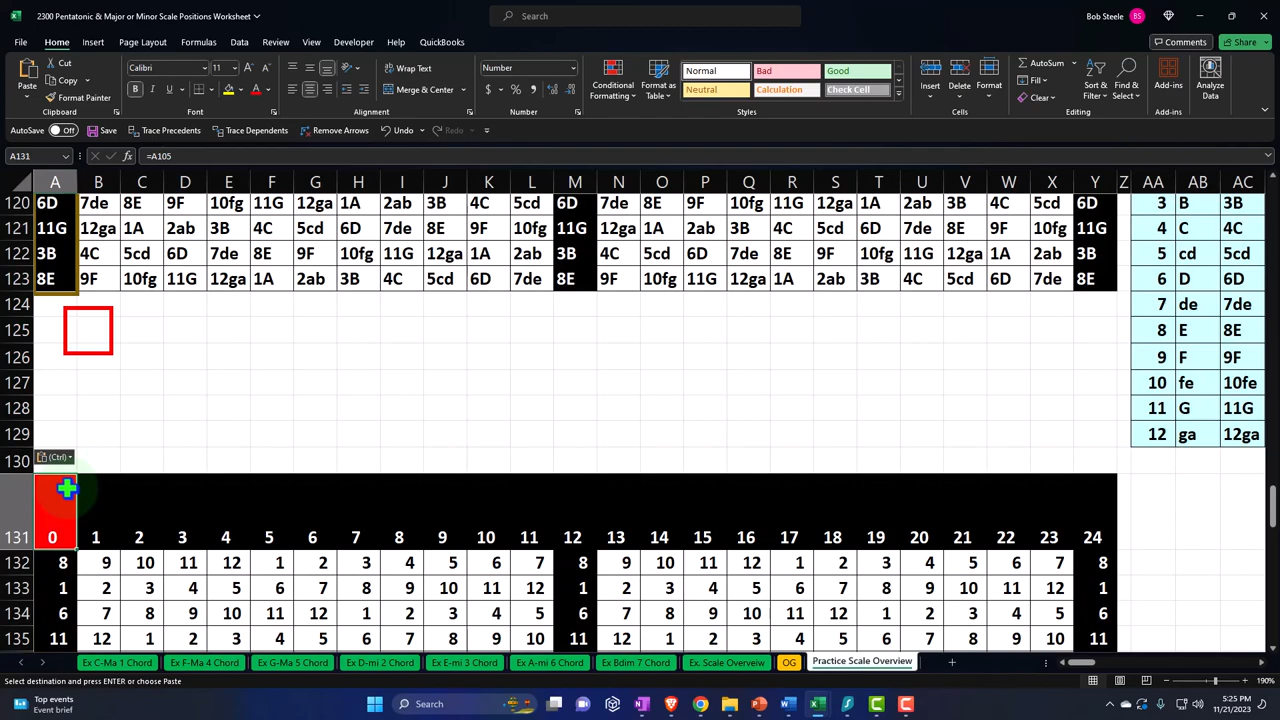 2300 Pentatonic & Major or Minor Scale Positions Worksheet
Search
Bob Steele BS
File Home Insert Page Layout Formulas Data Review View Developer Help QuickBooks
Comments Share
Paste
Cut
Copy
Format Painter
Clipboard
Calibri 11
B I U
Font
Wrap Text
Merge & Center
Alignment
Number
$ % 9
Number
Conditional Formatting
Format as Table
Normal Bad Good
Neutral Calculation Check Cell
Styles
Insert Delete Format
Cells
AutoSum
Fill
Clear
Sort & Filter
Find & Select
Editing
Add-ins
Add-ins
Analyze Data
AutoSave Off Save Trace Precedents Trace Dependents Remove Arrows Undo Redo
A131 fx =A105
A B C D E F G H I J K L M N O P Q R S T U V W X Y Z AA AB AC
120 6D 7de 8E 9F 10fg 11G 12ga 1A 2ab 3B 4C 5cd 6D 7de 8E 9F 10fg 11G 12ga 1A 2ab 3B 4C 5cd 6D 3 B 3B
121 11G 12ga 1A 2ab 3B 4C 5cd 6D 7de 8E 9F 10fg 11G 12ga 1A 2ab 3B 4C 5cd 6D 7de 8E 9F 10fg 11G 4 C 4C
122 3B 4C 5cd 6D 7de 8E 9F 10fg 11G 12ga 1A 2ab 3B 4C 5cd 6D 7de 8E 9F 10fg 11G 12ga 1A 2ab 3B 5 cd 5cd
123 8E 9F 10fg 11G 12ga 1A 2ab 3B 4C 5cd 6D 7de 8E 9F 10fg 11G 12ga 1A 2ab 3B 4C 5cd 6D 7de 8E 6 D 6D
124 7 de 7de
125 8 E 8E
126 9 F 9F
127 10 fe 10fe
128 11 G 11G
129 12 ga 12ga
130 (Ctrl)
131 0 1 2 3 4 5 6 7 8 9 10 11 12 13 14 15 16 17 18 19 20 21 22 23 24
132 8 9 10 11 12 1 2 3 4 5 6 7 8 9 10 11 12 1 2 3 4 5 6 7 8
133 1 2 3 4 5 6 7 8 9 10 11 12 1 2 3 4 5 6 7 8 9 10 11 12 1
134 6 7 8 9 10 11 12 1 2 3 4 5 6 7 8 9 10 11 12 1 2 3 4 5 6
135 11 12 1 2 3 4 5 6 7 8 9 10 11 12 1 2 3 4 5 6 7 8 9 10 11
Ex C-Ma 1 Chord Ex F-Ma 4 Chord Ex G-Ma 5 Chord Ex D-mi 2 Chord Ex E-mi 3 Chord Ex A-mi 6 Chord Ex Bdim 7 Chord Ex. Scale Overveiw OG Practice Scale Overview
Select destination and press ENTER or choose Paste 190%
Top events
Event brief
Search
5:25 PM
11/21/2023